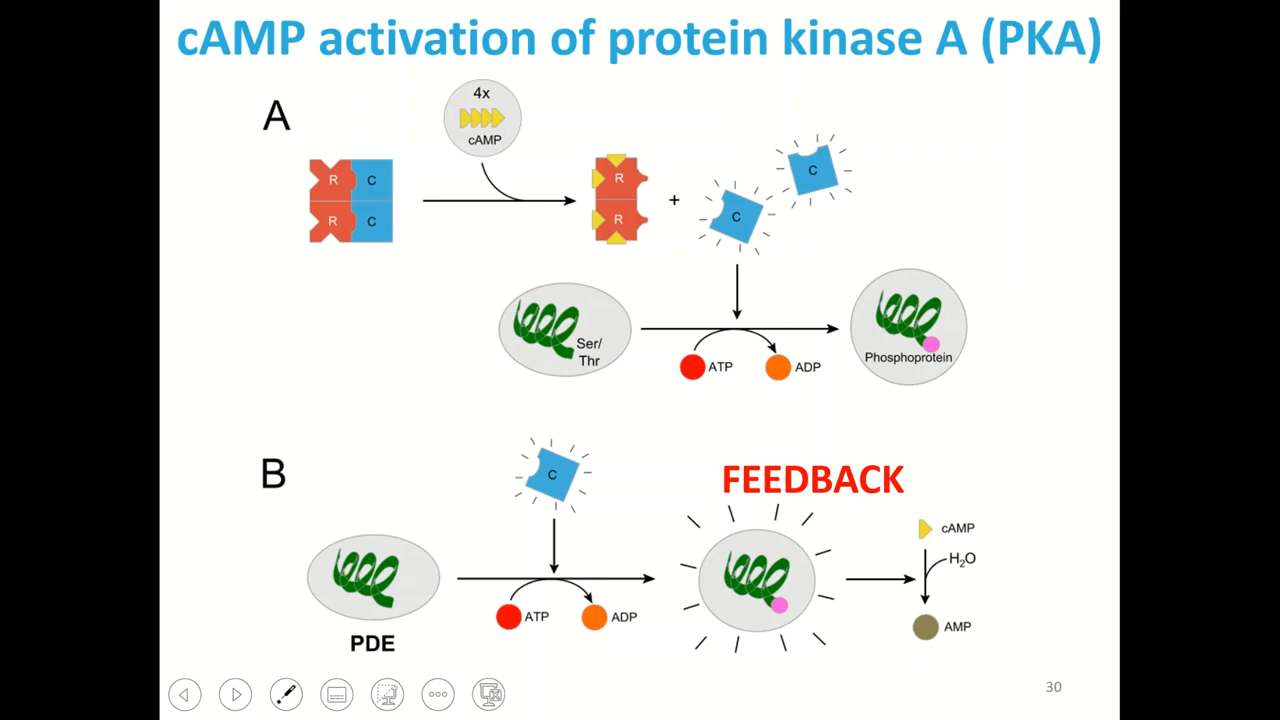 cAMP activation of protein kinase A (PKA)
A
4x
cAMP
R C
R C
R
R
+
C
C
Ser/
Thr
ATP
ADP
Phosphoprotein
B
C
FEEDBACK
PDE
ATP
ADP
cAMP
H₂O
AMP
30